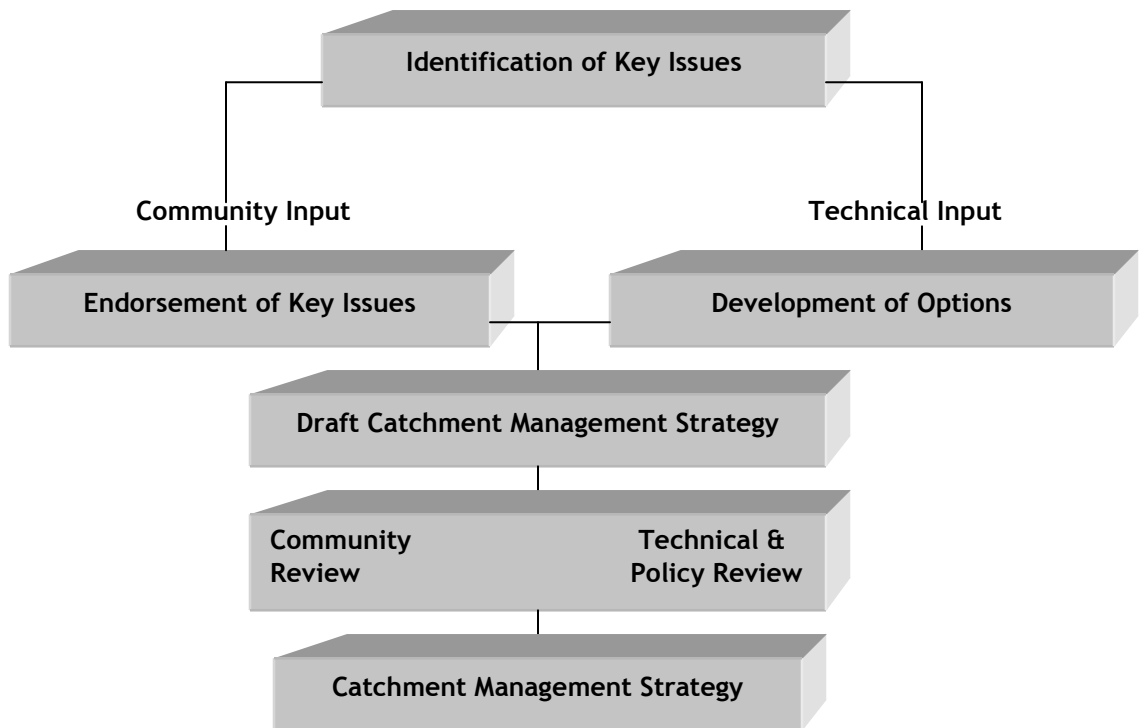 Identification of Key Issues
Community Input
Technical Input
Endorsement of Key Issues
Development of Options
Draft Catchment Management Strategy
Community
Review
Technical &
Policy Review
Catchment Management Strategy